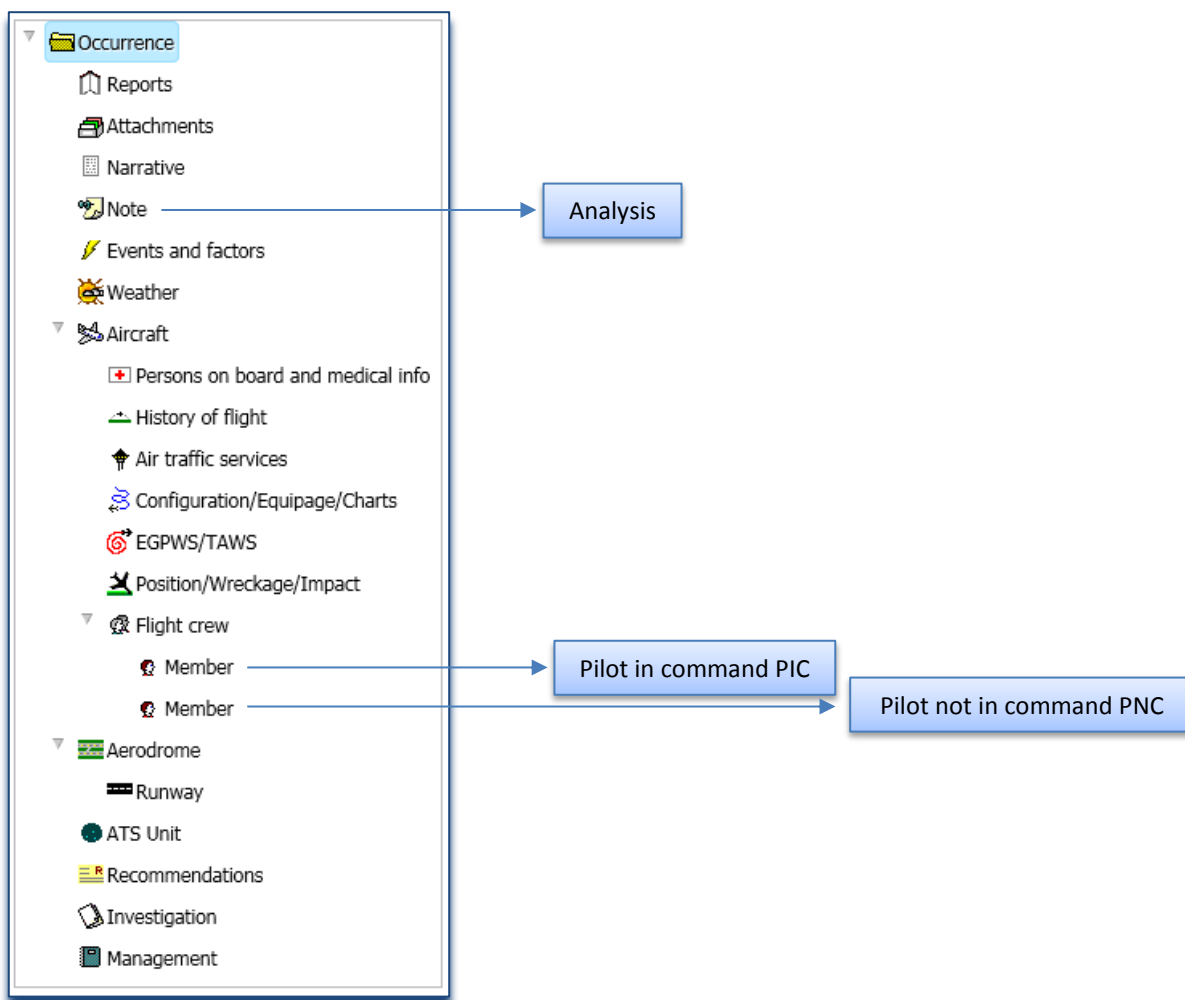 Occurrence
Reports
Attachments
Narrative
Note
Analysis
Events and factors
Weather
Aircraft
Persons on board and medical info
History of flight
Air traffic services
Configuration/Equipage/Charts
EGPWS/TAWS
Position/Wreckage/Impact
Flight crew
Member
Pilot in command PIC
Member
Pilot not in command PNC
Aerodrome
Runway
ATS Unit
R
Recommendations
Investigation
Management